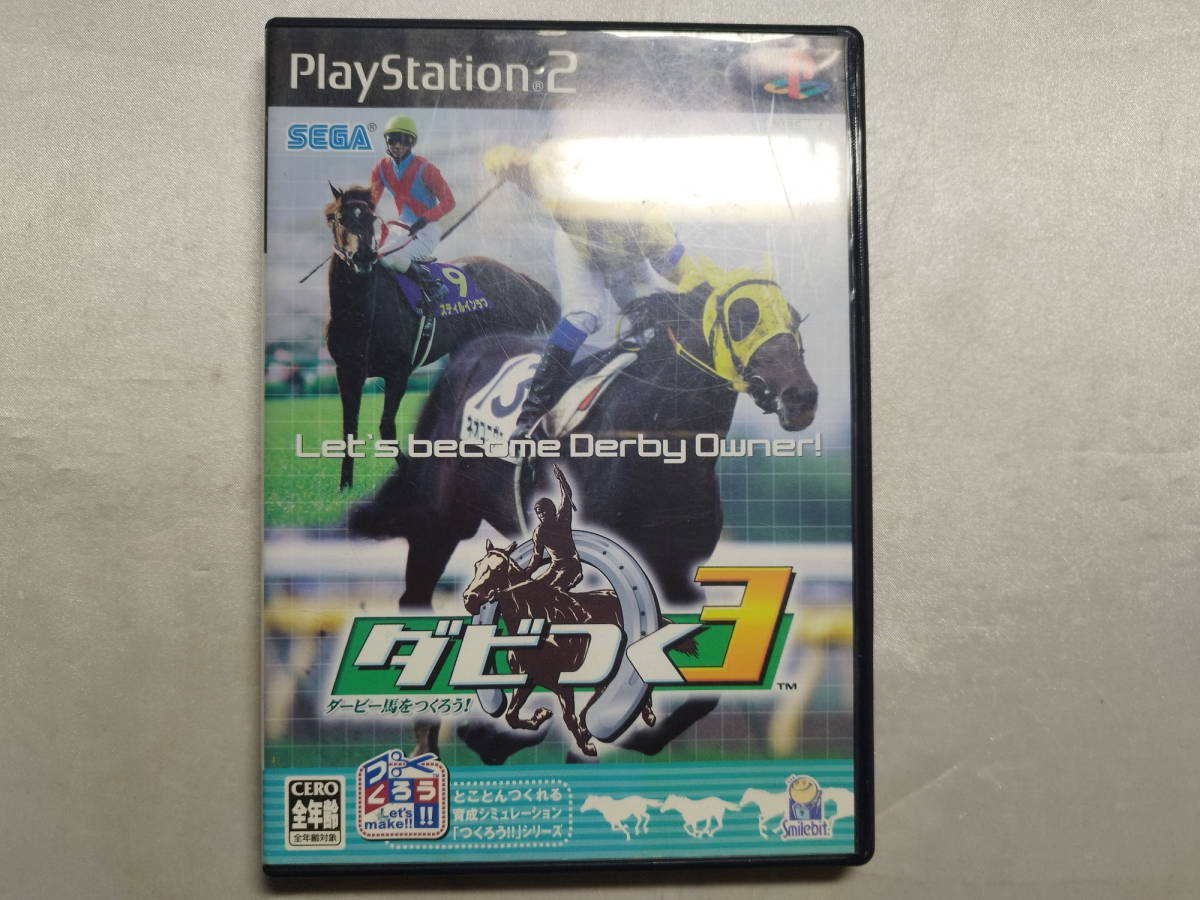 PlayStation®2
SEGA®
9
スティルインラブ
13
Let's become Derby Owner!
ダビつく3™
ダービー馬をつくろう!
CERO
全年齢
全年齢対象
つくろう!!™
Let's
make!!
とことんつくれる
育成シミュレーション
「つくろう!!」シリーズ
Smilebit